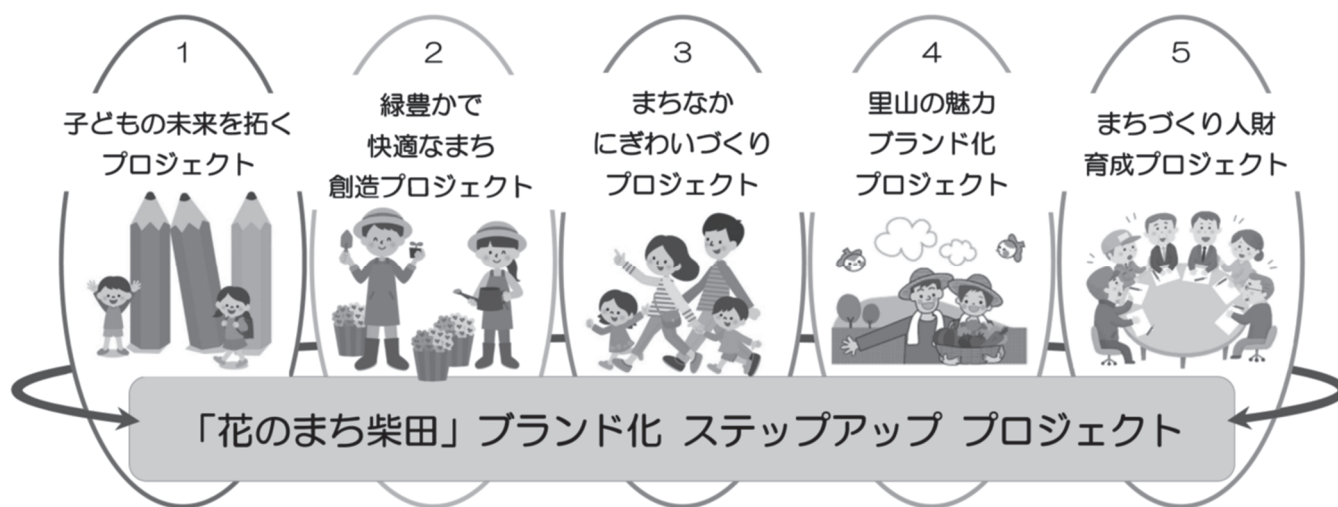 1
子どもの未来を拓く
プロジェクト
2
緑豊かで
快適なまち
創造プロジェクト
3
まちなか
にぎわいづくり
プロジェクト
4
里山の魅力
ブランド化
プロジェクト
5
まちづくり人財
育成プロジェクト
「花のまち柴田」ブランド化 ステップアップ プロジェクト